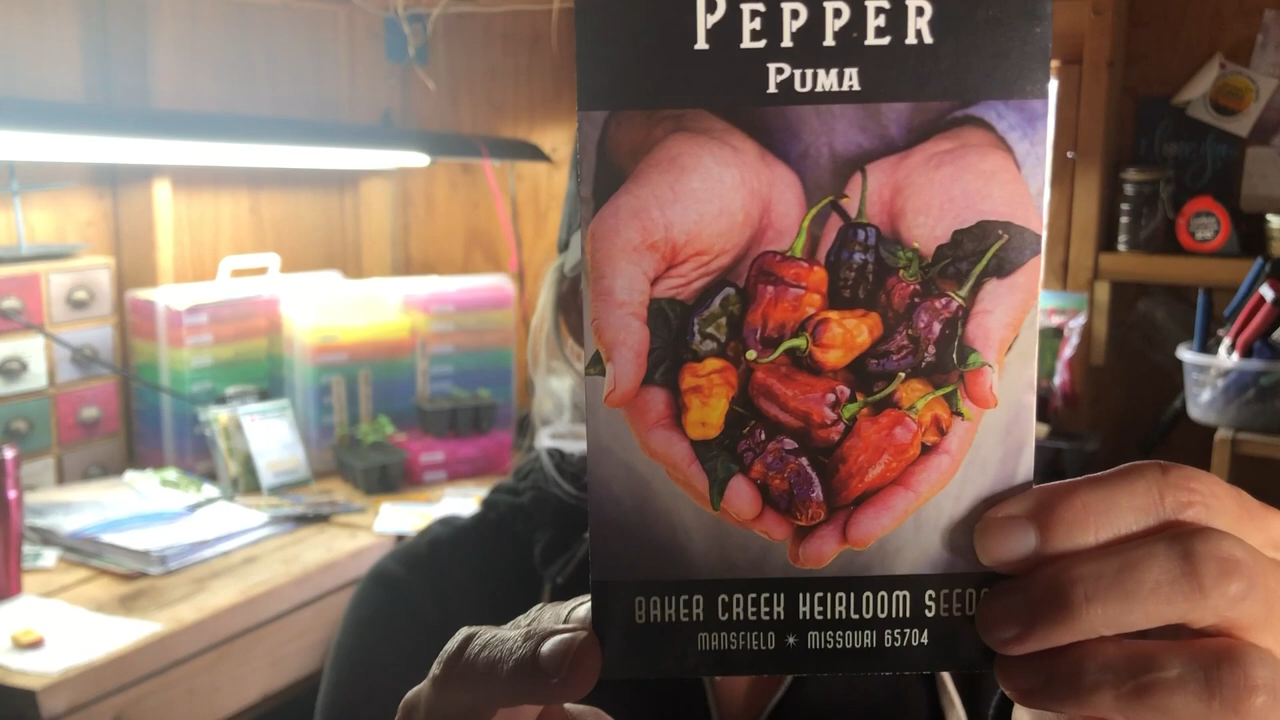 PEPPER
PUMA
BAKER CREEK HEIRLOOM SEEDS
MANSFIELD ✴ MISSOURI 65704